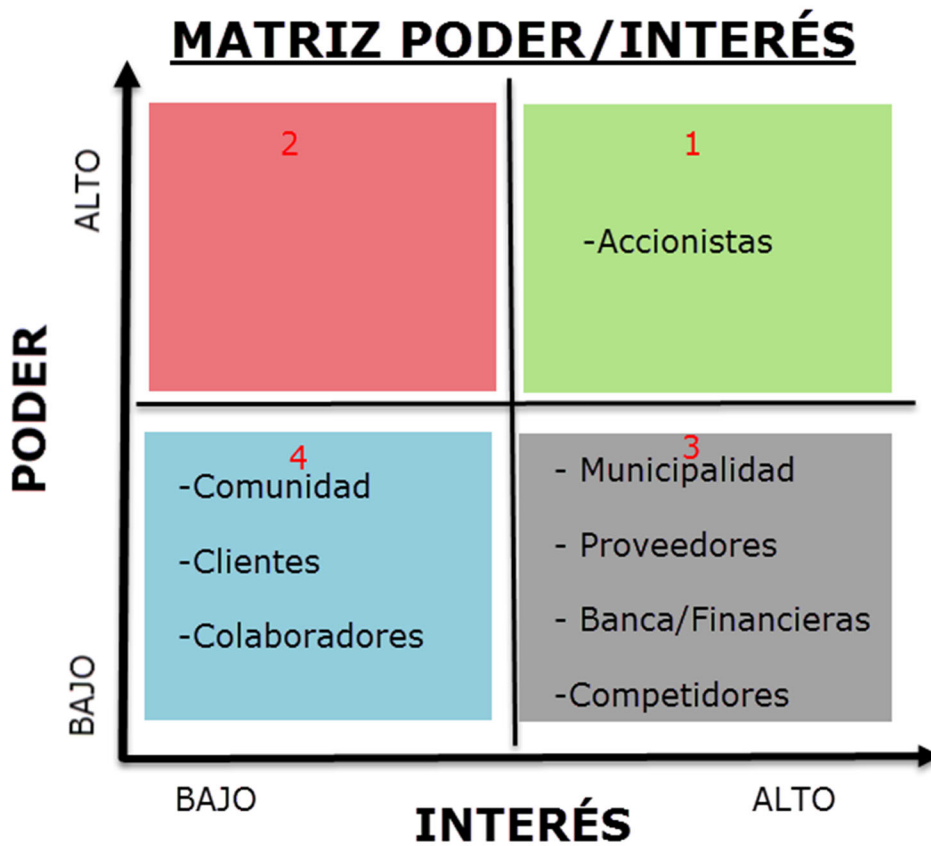 MATRIZ PODER/INTERÉS
ALTO
PODER
BAJO
2
1
-Accionistas
4
-Comunidad
-Clientes
-Colaboradores
3
- Municipalidad
- Proveedores
- Banca/Financieras
-Competidores
BAJO
INTERÉS
ALTO